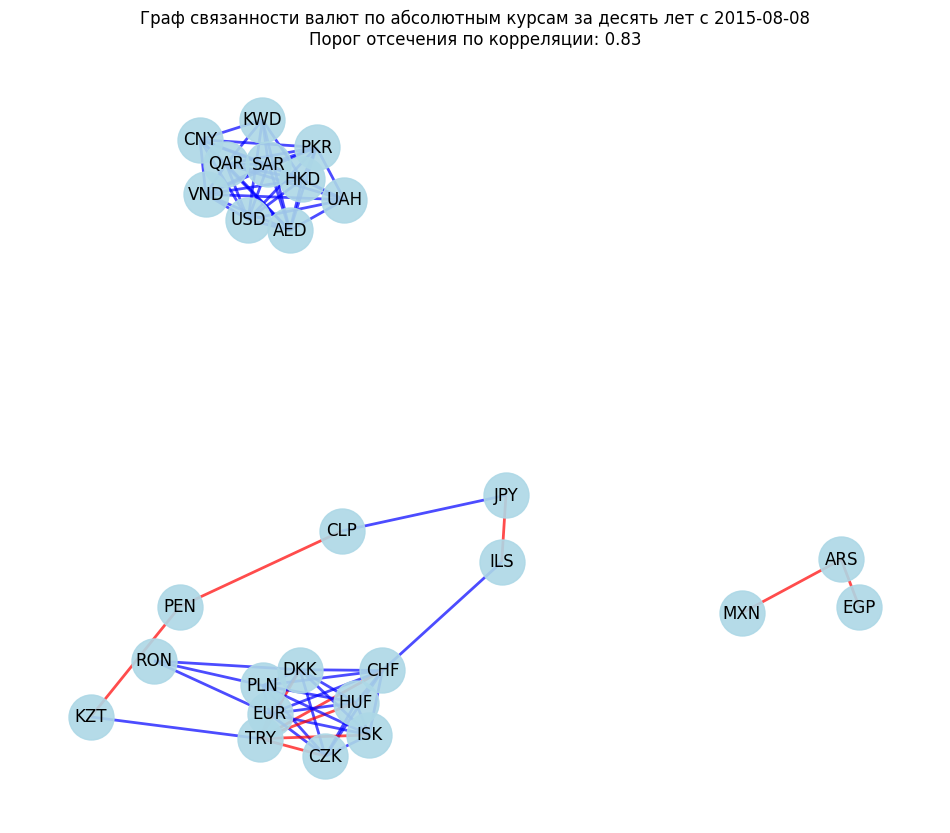 Граф связанности валют по абсолютным курсам за десять лет с 2015-08-08
Порог отсечения по корреляции: 0.83
KWD
CNY
PKR
QAR
SAR
HKD
VND
UAH
USD
AED
JPY
CLP
ILS
ARS
PEN
EGP
MXN
RON
DKK
CHF
PLN
HUF
EUR
KZT
TRY
ISK
CZK